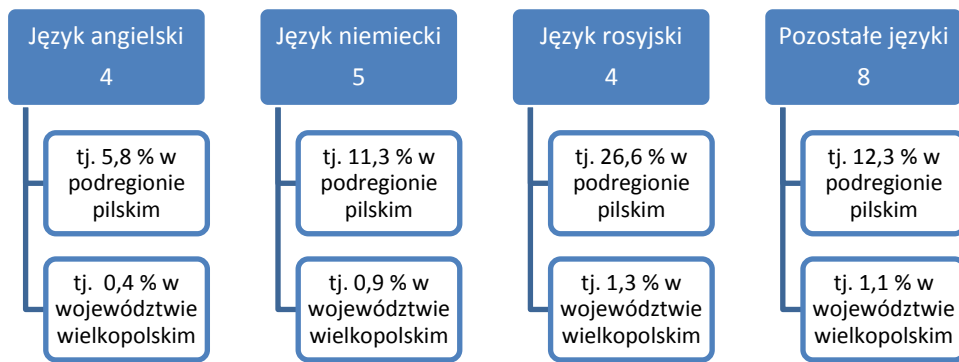 Język angielski
4
tj. 5,8 % w
podregionie
pilskim
tj. 0,4 % w
województwie
wielkopolskim
Język niemiecki
5
tj. 11,3 % w
podregionie
pilskim
tj. 0,9 % w
województwie
wielkopolskim
Język rosyjski
4
tj. 26,6 % w
podregionie
pilskim
tj. 1,3 % w
województwie
wielkopolskim
Pozostałe języki
8
tj. 12,3 % w
podregionie
pilskim
tj. 1,1 % w
województwie
wielkopolskim